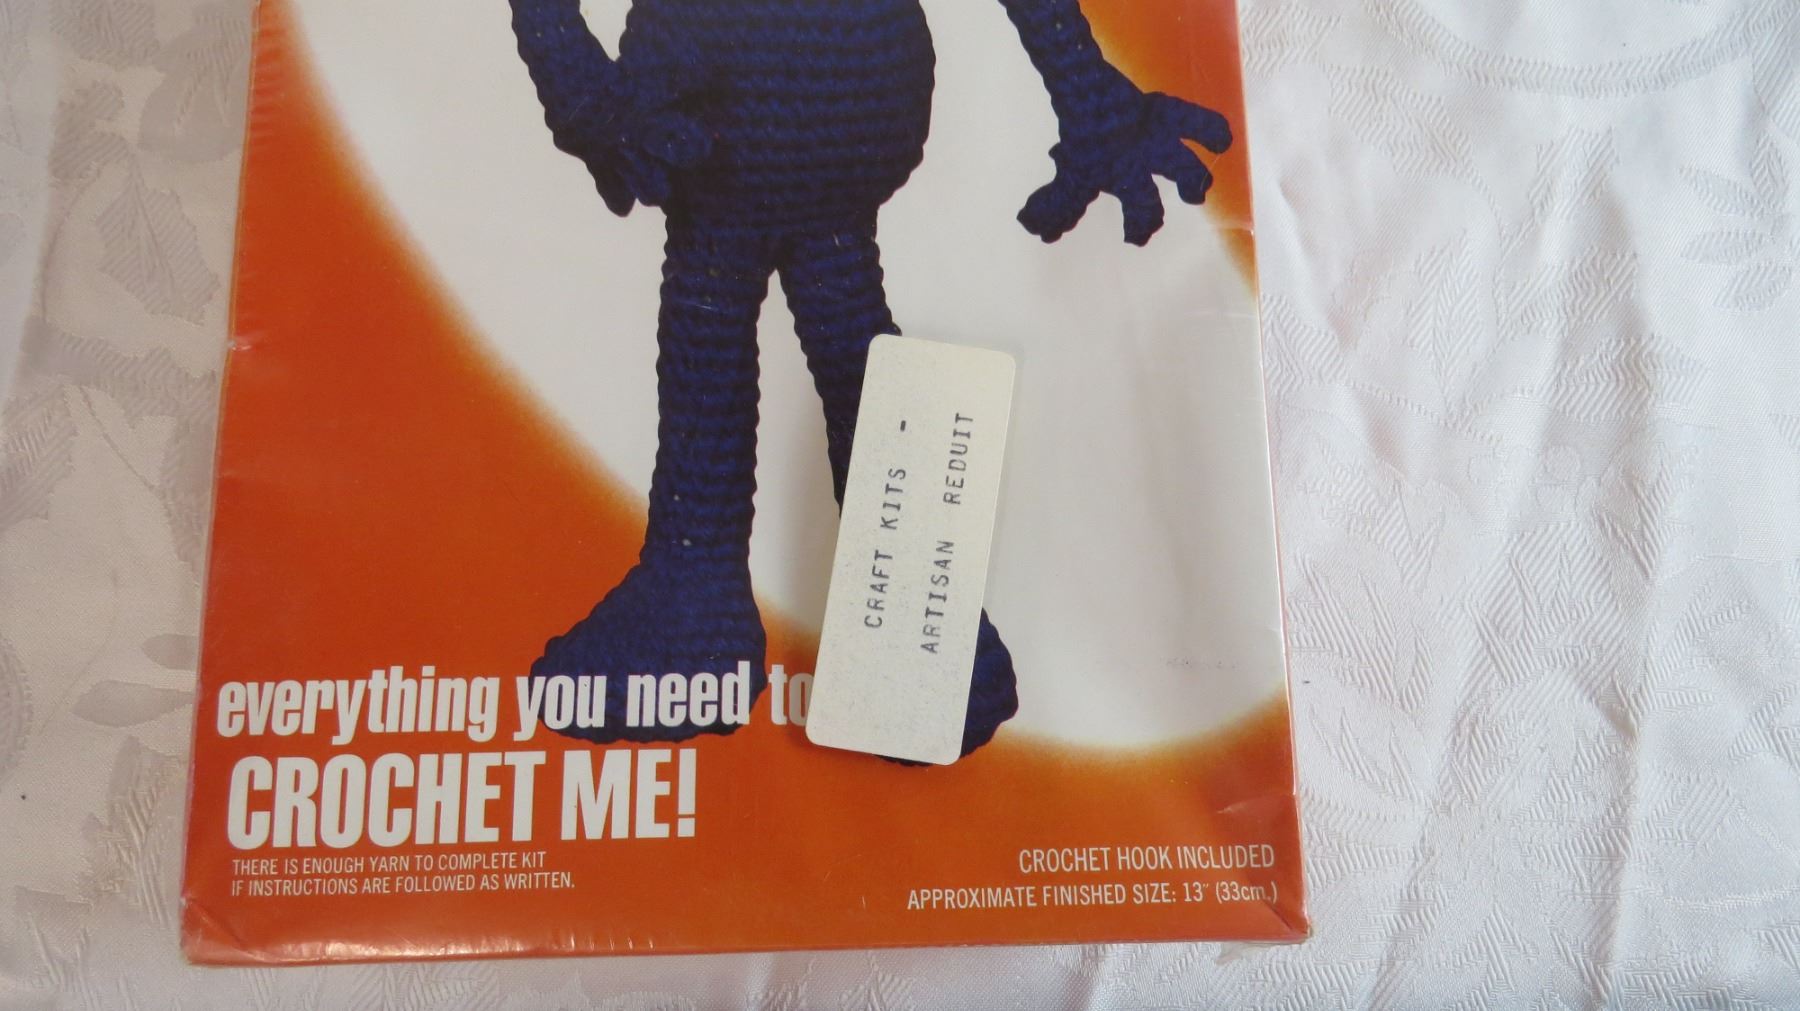 CRAFT KITS -
ARTISAN REDUIT
everything you need to
CROCHET ME!
THERE IS ENOUGH YARN TO COMPLETE KIT
IF INSTRUCTIONS ARE FOLLOWED AS WRITTEN.
CROCHET HOOK INCLUDED
APPROXIMATE FINISHED SIZE: 13" (33cm.)